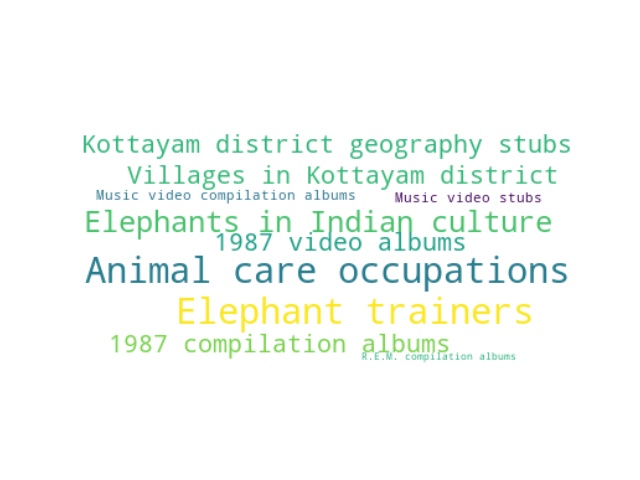 Kottayam district geography stubs
Villages in Kottayam district
Music video compilation albums
Music video stubs
Elephants in Indian culture
1987 video albums
Animal care occupations
Elephant trainers
1987 compilation albums
R.E.M. compilation albums